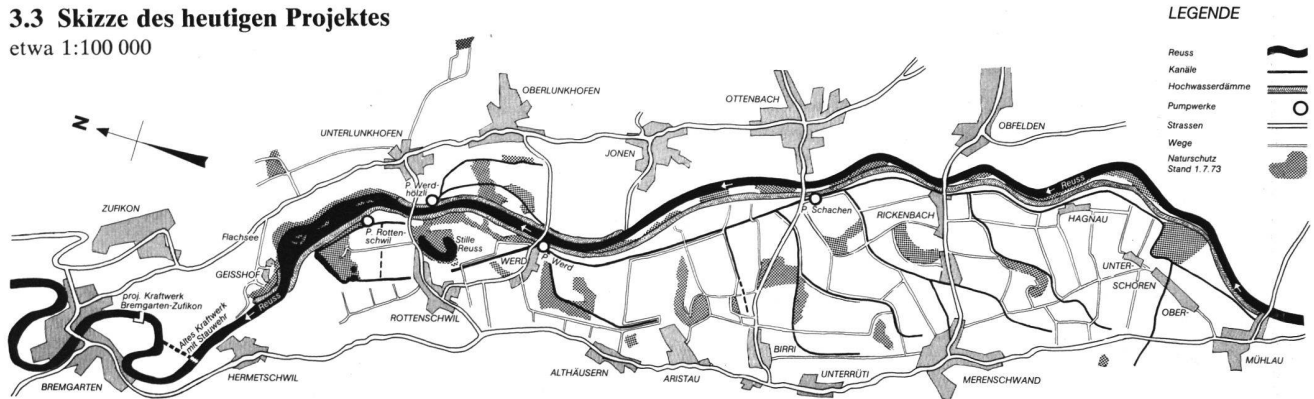 3.3 Skizze des heutigen Projektes
etwa 1:100 000
LEGENDE
Reuss
Kanäle
Hochwasserdämme
Pumpwerke
Strassen
Wege
Naturschutz
Stand 1.7.73
N
OBERLUNKHOFEN
UNTERLUNKHOFEN
OTTENBACH
OBFELDEN
JONEN
ZUFIKON
P. Werd-
hölzli
Flachsee
P. Rotten-
schwil
Stille
Reuss
P. Schachen
Reuss
RICKENBACH
HAGNAU
GEISSHOF
WERD
P. Werd
UNTER-
SCHOREN
OBER-
proj. Kraftwerk
Bremgarten-Zufikon
Altes Kraftwerk
mit Stauwehr
Reuss
ROTTENSCHWIL
BREMGARTEN
HERMETSCHWIL
ALTHÄUSERN
ARISTAU
BIRRI
UNTERRÜTI
MERENSCHWAND
MÜHLAU